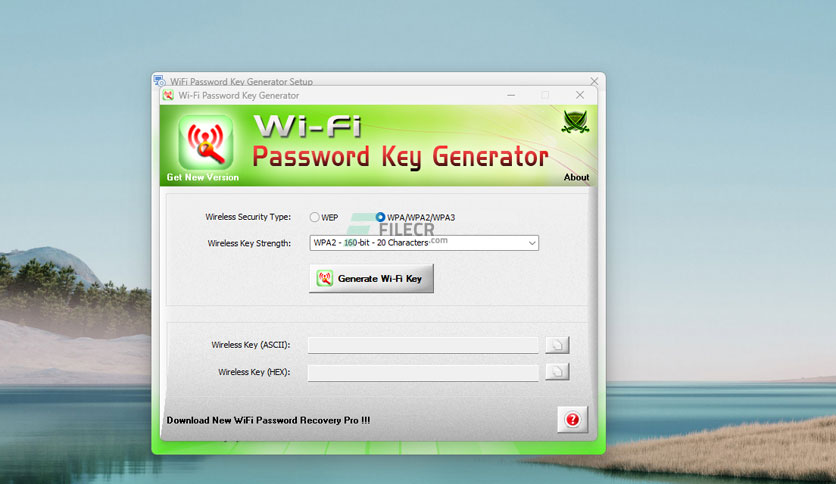 WiFi Password Key Generator Setup
Wi-Fi Password Key Generator
Wi-Fi
Password Key Generator
Get New Version
About
Wireless Security Type:
WEP
WPA/WPA2/WPA3
FILECR
.com
Wireless Key Strength:
WPA2 - 160-bit - 20 Characters
Generate Wi-Fi Key
Wireless Key (ASCII):
Wireless Key (HEX):
Download New WiFi Password Recovery Pro !!!
?